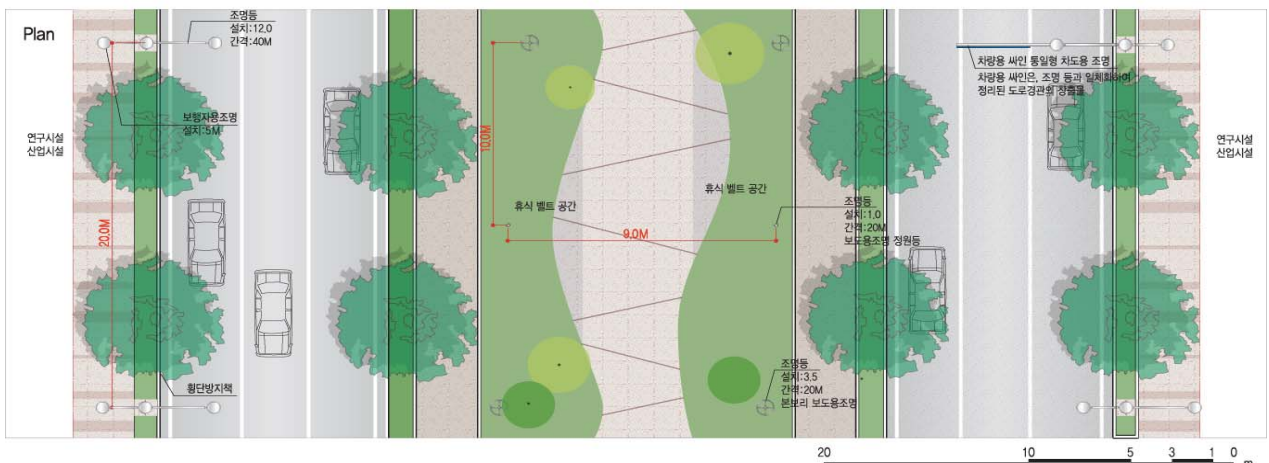 Plan
조명등
설치:12.0
간격:40M
보행자용조명
설치:5M
연구시설
산업시설
20.0M
횡단방지책
10.0M
휴식 벨트 공간
9.0M
휴식 벨트 공간
조명등
설치:1.0
간격:20M
보도용조명 정원등
조명등
설치:3.5
간격:20M
본보리 보도용조명
차량용 싸인 통일형 차도용 조명
차량용 싸인은, 조명 등과 일체화하여
정리된 도로경관의 창출을
연구시설
산업시설
20 10 5 3 1 0
m